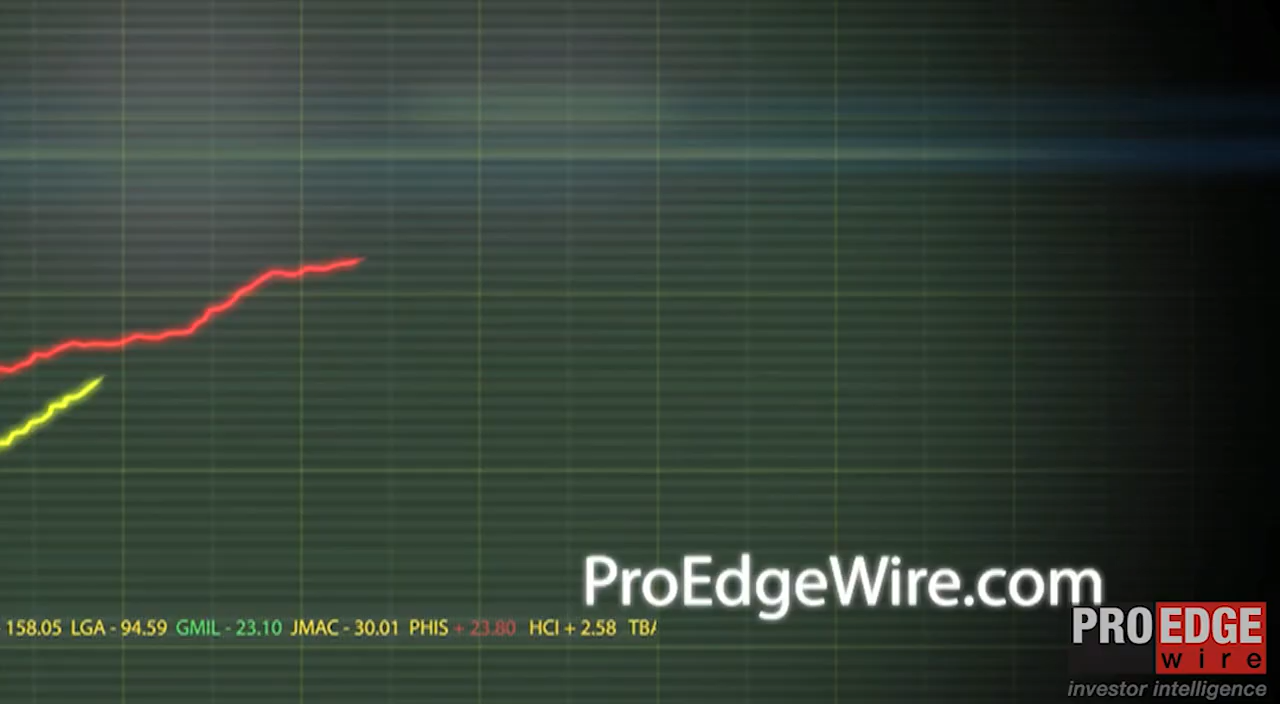 ProEdgeWire.com
158.05 LGA - 94.59 GMIL - 23.10 JMAC - 30.01 PHIS + 23.80 HCI + 2.58
PRO EDGE
wire
investor intelligence